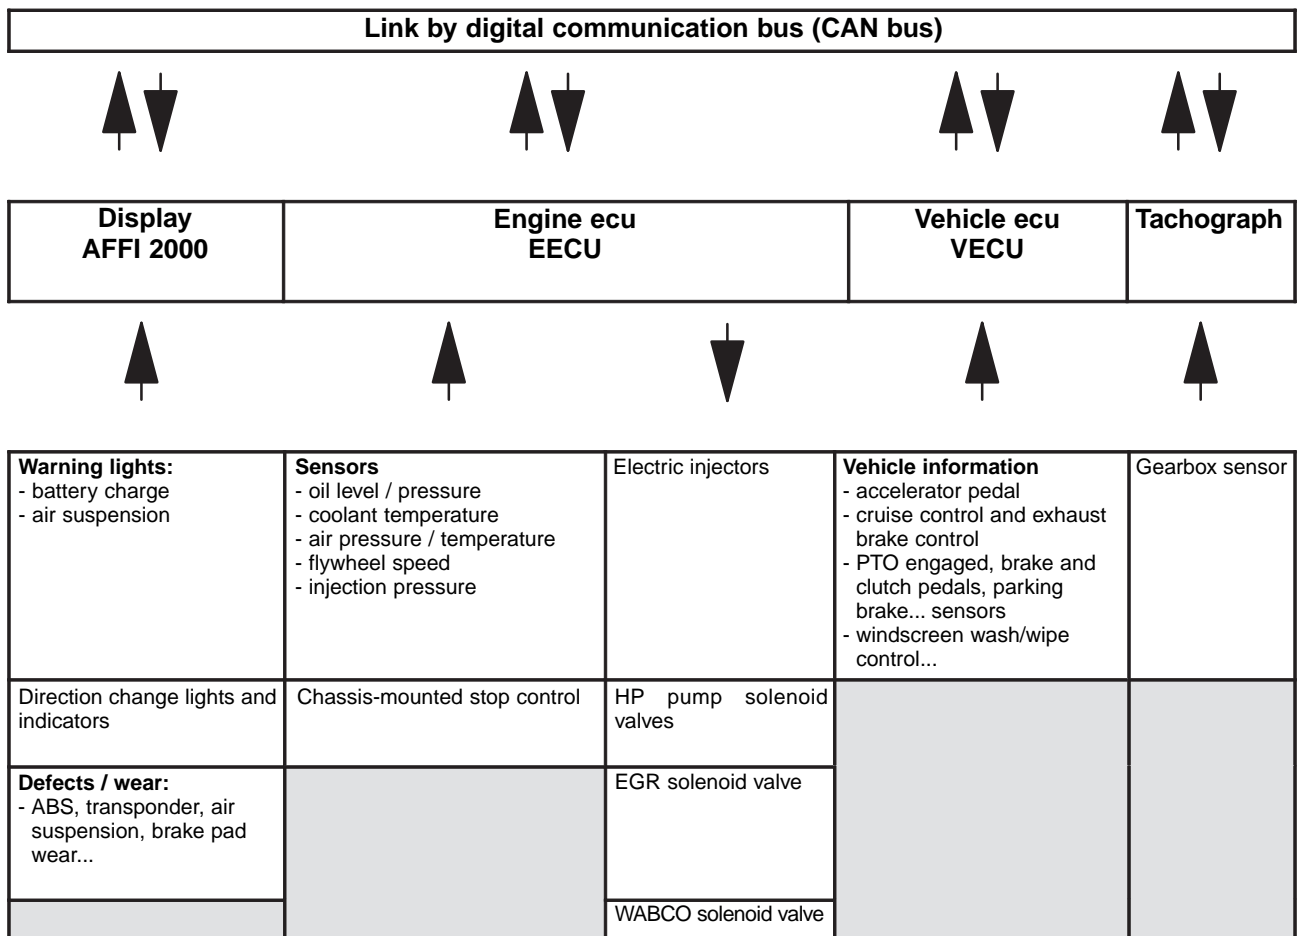 Link by digital communication bus (CAN bus)
Display
AFFI 2000
Engine ecu
EECU
Vehicle ecu
VECU
Tachograph
Warning lights:
- battery charge
- air suspension
Sensors
- oil level / pressure
- coolant temperature
- air pressure / temperature
- flywheel speed
- injection pressure
Electric injectors
Vehicle information
- accelerator pedal
- cruise control and exhaust
brake control
- PTO engaged, brake and
clutch pedals, parking
brake... sensors
- windscreen wash/wipe
control...
Gearbox sensor
Direction change lights and
indicators
Chassis-mounted stop control
HP pump solenoid
valves
Defects / wear:
- ABS, transponder, air
suspension, brake pad
wear...
EGR solenoid valve
WABCO solenoid valve